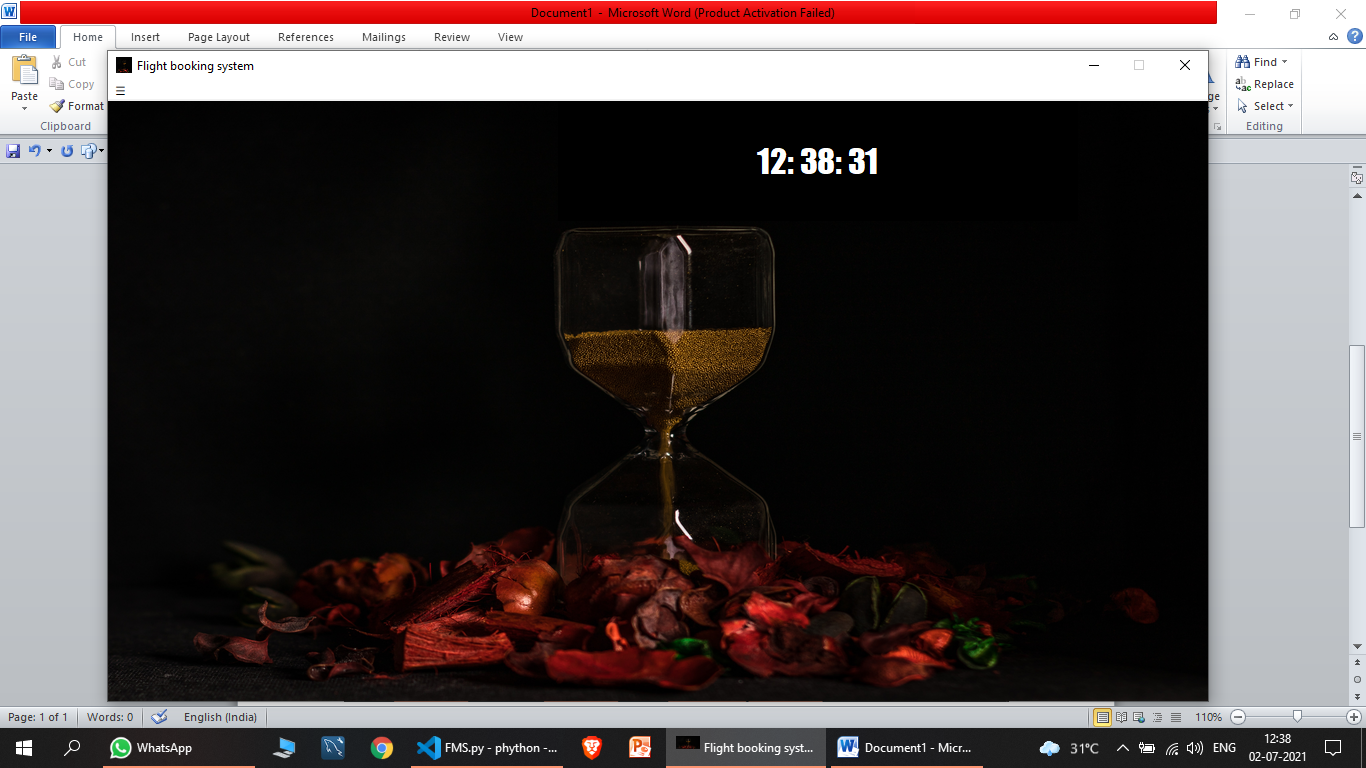 Document1 - Microsoft Word (Product Activation Failed)
File Home Insert Page Layout References Mailings Review View
Cut
Copy
Format
Paste
Clipboard
Find
Replace
Select
Editing
ge
Flight booking system
12: 38: 31
Page: 1 of 1 Words: 0 English (India) 110%
WhatsApp FMS.py - phython -... Flight booking syst... Document1 - Micr... 31°C ENG 12:38
02-07-2021